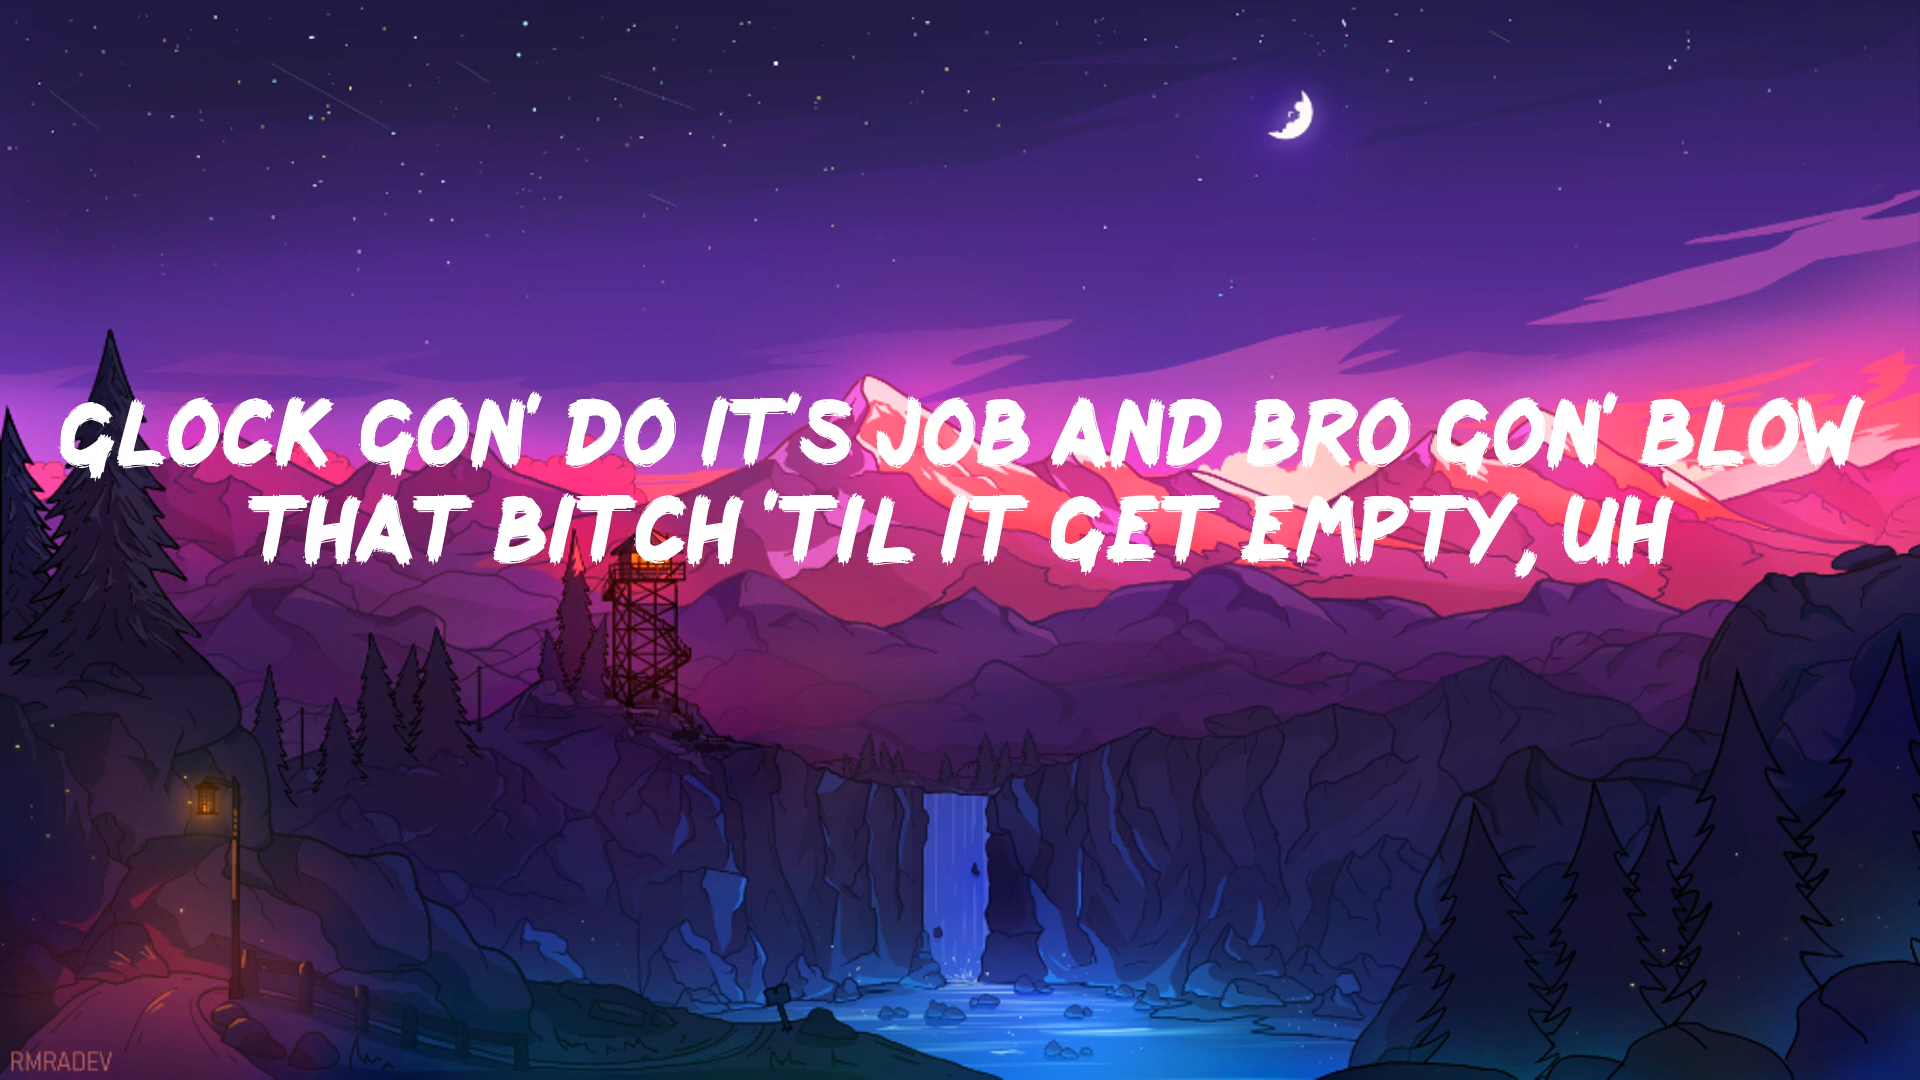 GLOCK GON' DO IT'S JOB AND BRO GON' BLOW
THAT BITCH 'TIL IT GET EMPTY, UH
RMRADEV